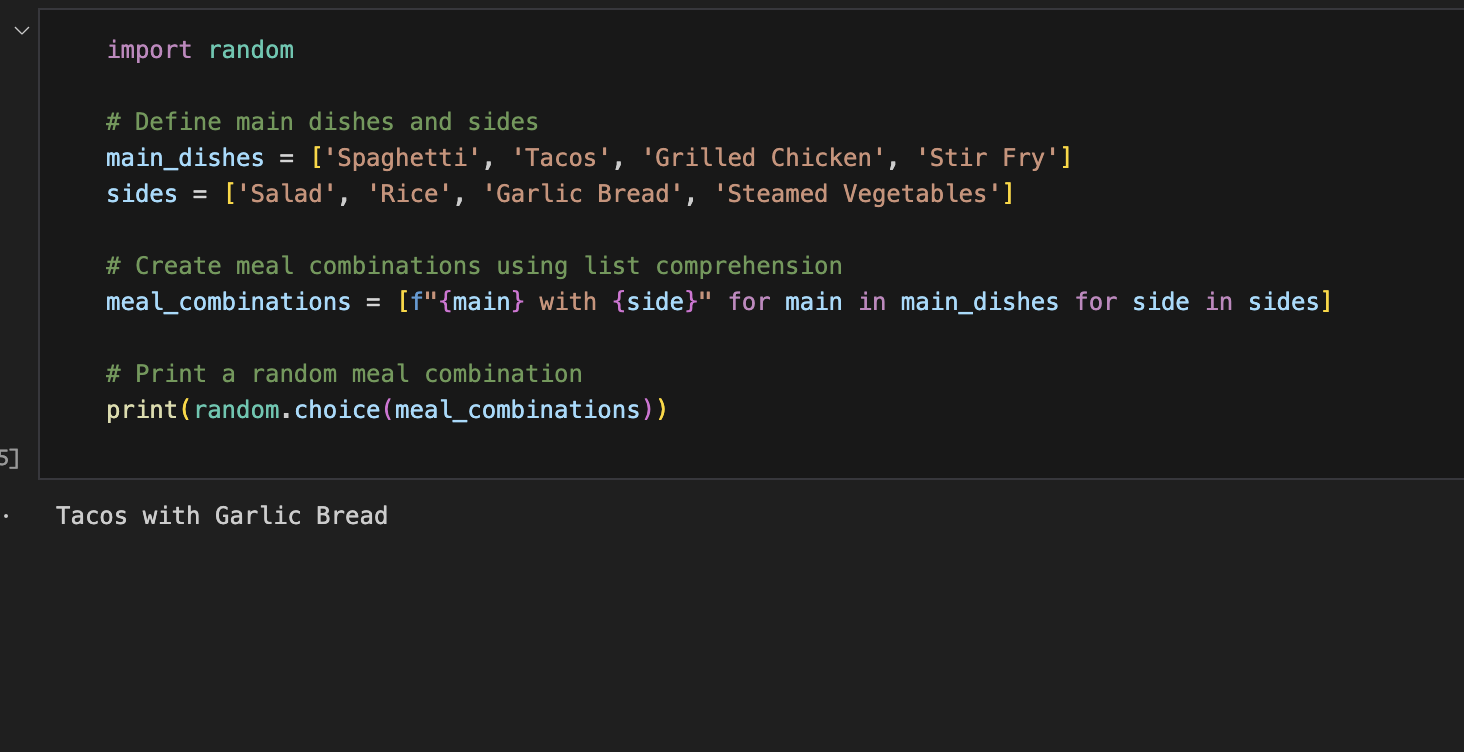 import random
# Define main dishes and sides
main_dishes = ['Spaghetti', 'Tacos', 'Grilled Chicken', 'Stir Fry']
sides = ['Salad', 'Rice', 'Garlic Bread', 'Steamed Vegetables']
# Create meal combinations using list comprehension
meal_combinations = [f"{main} with {side}" for main in main_dishes for side in sides]
# Print a random meal combination
print(random.choice(meal_combinations))
5]
Tacos with Garlic Bread